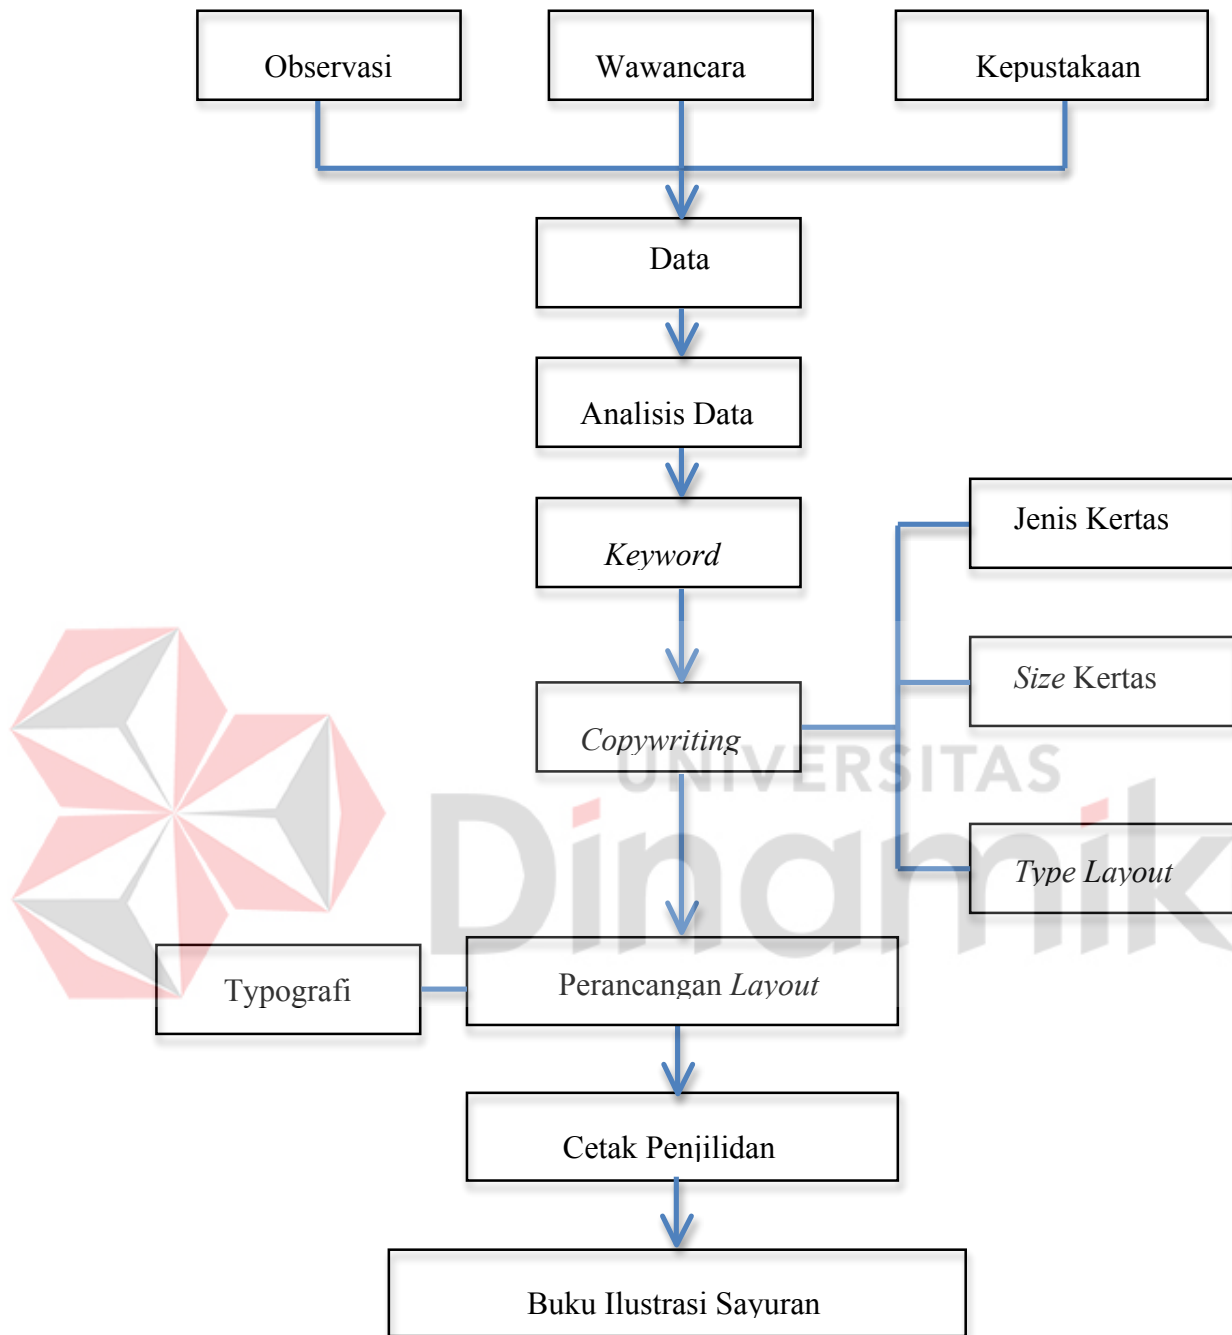 Observasi
Wawancara
Kepustakaan
Data
Analisis Data
Keyword
Jenis Kertas
Size Kertas
Copywriting
UNIVERSITAS
Dinamika
Type Layout
Typografi
Perancangan Layout
Cetak Penjilidan
Buku Ilustrasi Sayuran